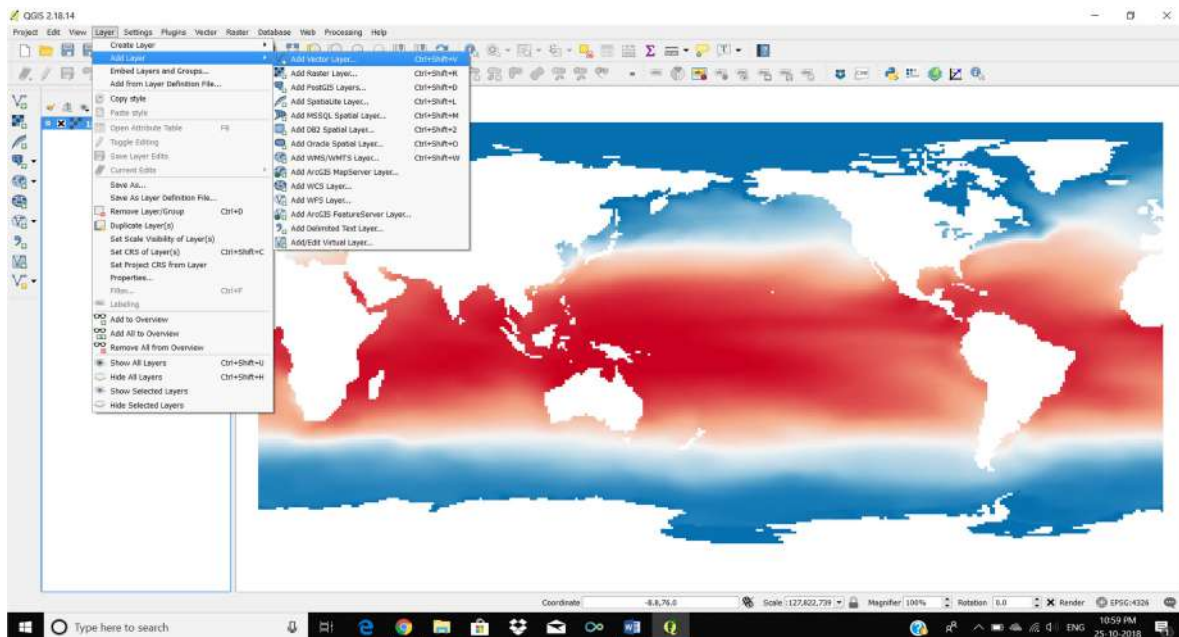 QGIS 2.18.14
Project Edit View Layer Settings Plugins Vector Raster Database Web Processing Help
Create Layer
Add Layer
Embed Layers and Groups...
Add from Layer Definition File...
Copy style
Paste style
Open Attribute Table F6
Toggle Editing
Save Layer Edits
Current Edits
Save As...
Save As Layer Definition File...
Remove Layer/Group Ctrl+D
Duplicate Layer(s)
Set Scale Visibility of Layer(s)
Set CRS of Layer(s) Ctrl+Shift+C
Set Project CRS from Layer
Properties...
Filter... Ctrl+F
Labeling
Add to Overview
Add All to Overview
Remove All from Overview
Show All Layers Ctrl+Shift+U
Hide All Layers Ctrl+Shift+H
Show Selected Layers
Hide Selected Layers
Add Vector Layer... Ctrl+Shift+V
Add Raster Layer... Ctrl+Shift+R
Add PostGIS Layers... Ctrl+Shift+D
Add SpatiaLite Layer... Ctrl+Shift+L
Add MSSQL Spatial Layer... Ctrl+Shift+M
Add DB2 Spatial Layer... Ctrl+Shift+2
Add Oracle Spatial Layer... Ctrl+Shift+O
Add WMS/WMTS Layer... Ctrl+Shift+W
Add ArcGIS MapServer Layer...
Add WCS Layer...
Add WFS Layer...
Add ArcGIS FeatureServer Layer...
Add Delimited Text Layer...
Add/Edit Virtual Layer...
Coordinate -8.8,76.0 Scale 1:127,822,739 Magnifier 100% Rotation 0.0 Render EPSG:4326
Type here to search
ENG
10:59 PM
25-10-2018